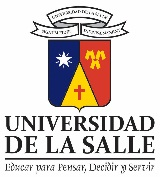 UNIVERSIDAD
DE LA SALLE
Educar para Pensar, Decidir y Servir